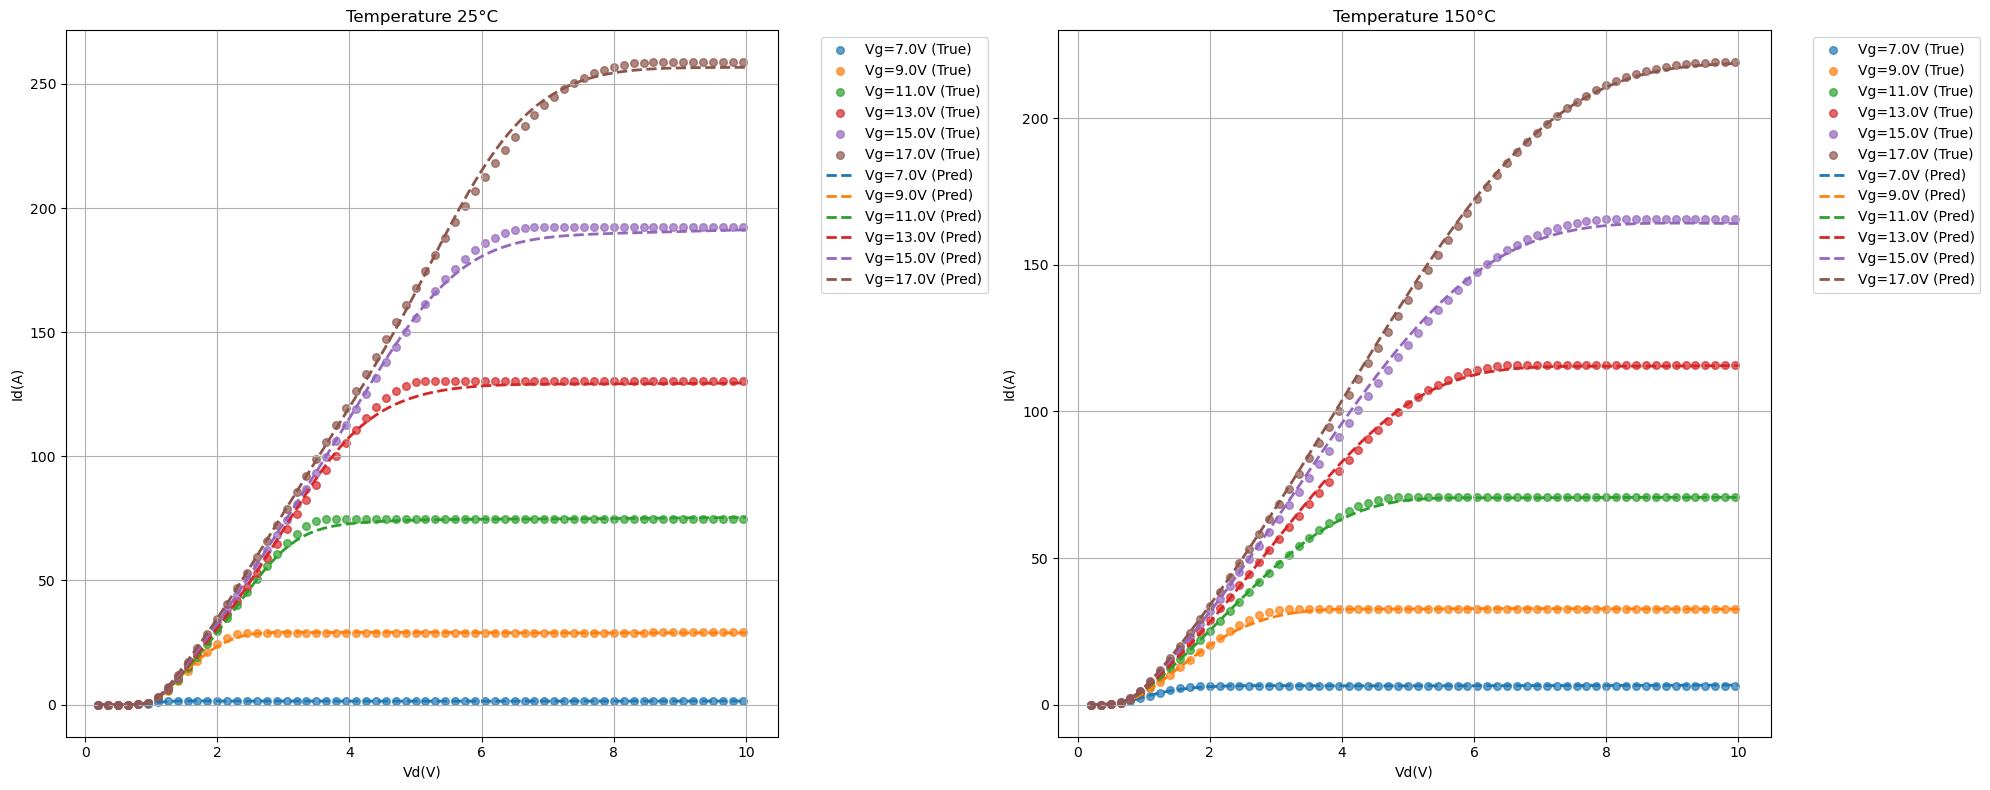 Temperature 25°C
Id(A)
250
200
150
100
50
0
0 2 4 6 8 10
Vd(V)
Vg=7.0V (True)
Vg=9.0V (True)
Vg=11.0V (True)
Vg=13.0V (True)
Vg=15.0V (True)
Vg=17.0V (True)
Vg=7.0V (Pred)
Vg=9.0V (Pred)
Vg=11.0V (Pred)
Vg=13.0V (Pred)
Vg=15.0V (Pred)
Vg=17.0V (Pred)
Temperature 150°C
Id(A)
200
150
100
50
0
0 2 4 6 8 10
Vd(V)
Vg=7.0V (True)
Vg=9.0V (True)
Vg=11.0V (True)
Vg=13.0V (True)
Vg=15.0V (True)
Vg=17.0V (True)
Vg=7.0V (Pred)
Vg=9.0V (Pred)
Vg=11.0V (Pred)
Vg=13.0V (Pred)
Vg=15.0V (Pred)
Vg=17.0V (Pred)